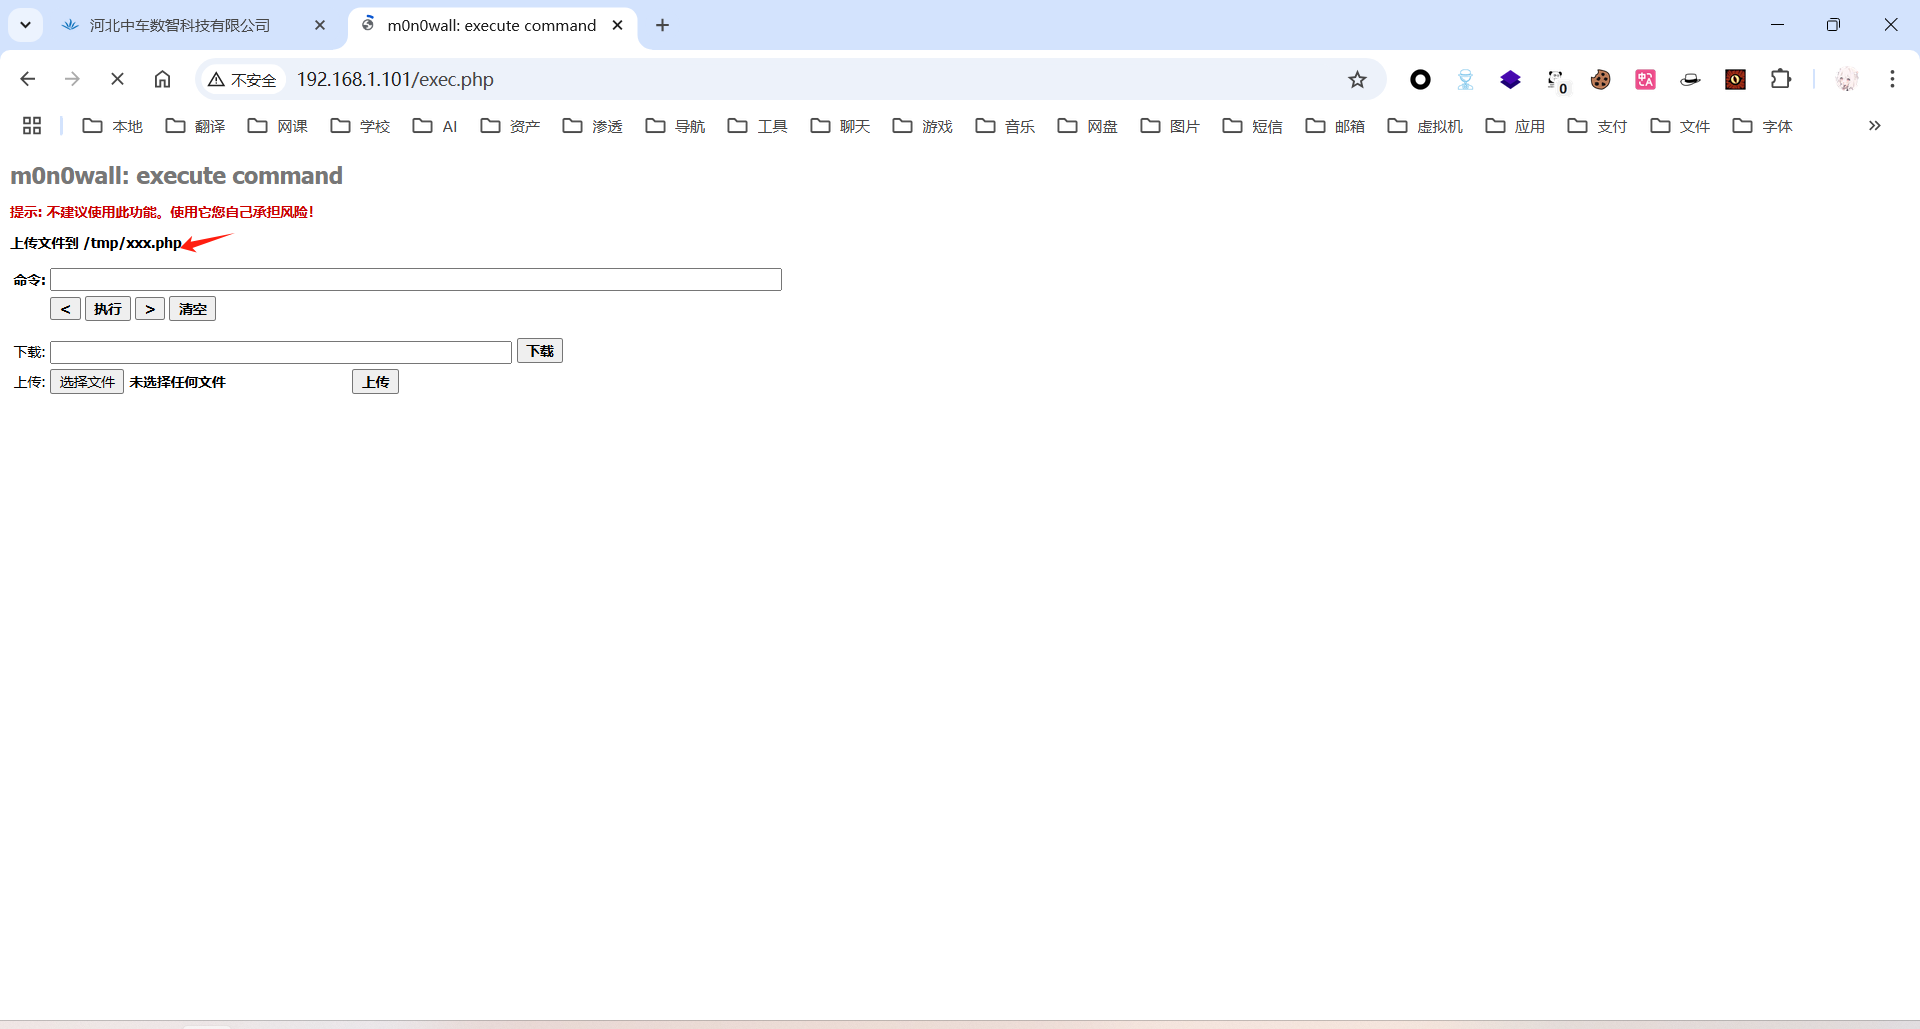 河北中车数智科技有限公司
m0n0wall: execute command
不安全 192.168.1.101/exec.php
0
本地 翻译 网课 学校 AI 资产 渗透 导航 工具 聊天 游戏 音乐 网盘 图片 短信 邮箱 虚拟机 应用 支付 文件 字体
m0n0wall: execute command
提示: 不建议使用此功能。使用它您自己承担风险!
上传文件到 /tmp/xxx.php
命令:
< 执行 > 清空
下载: 下载
上传: 选择文件 未选择任何文件 上传